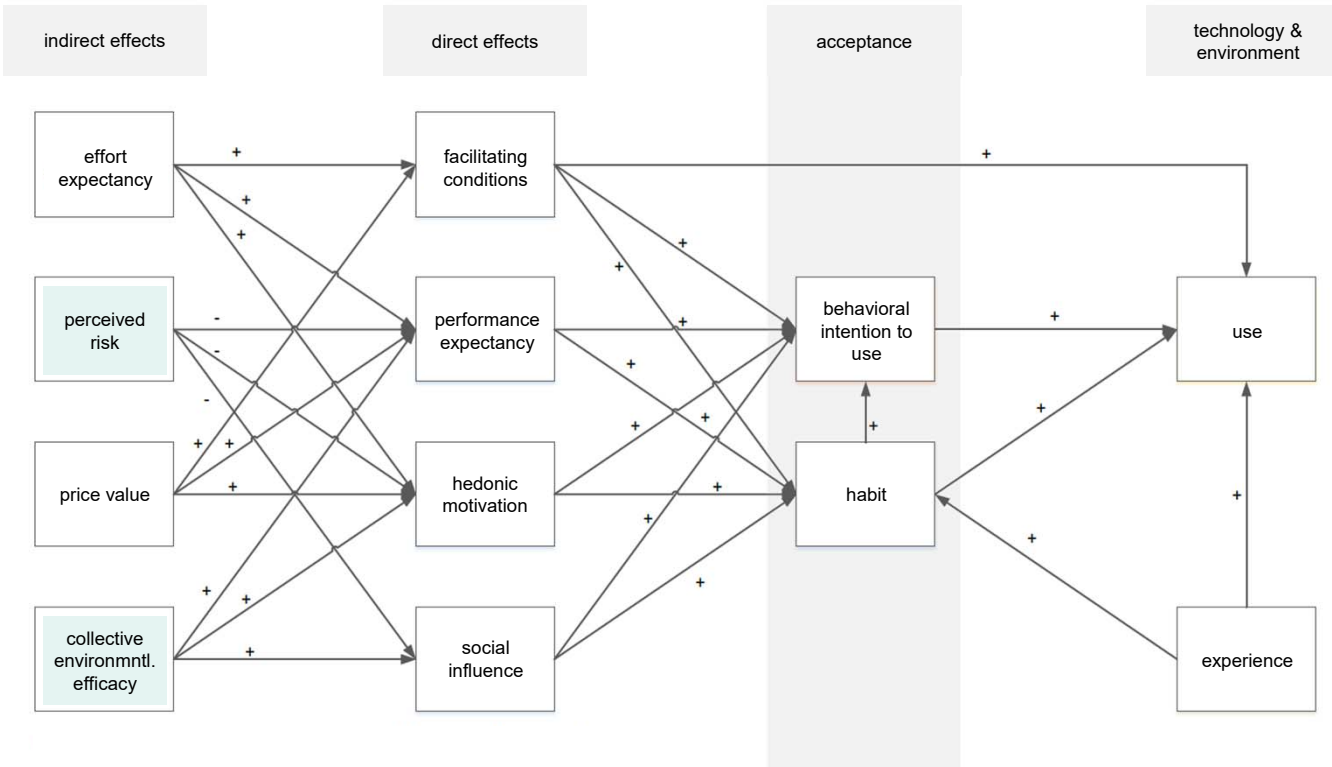 indirect effects
direct effects
acceptance
technology &
environment
effort
expectancy
+
+
+
facilitating
conditions
+
+
+
perceived
risk
-
-
-
performance
expectancy
+
+
behavioral
intention to
use
+
use
price value
+ +
+
hedonic
motivation
+
+
+
+
habit
+
+
+
collective
environmntl.
efficacy
+
+
+
social
influence
+
+
experience